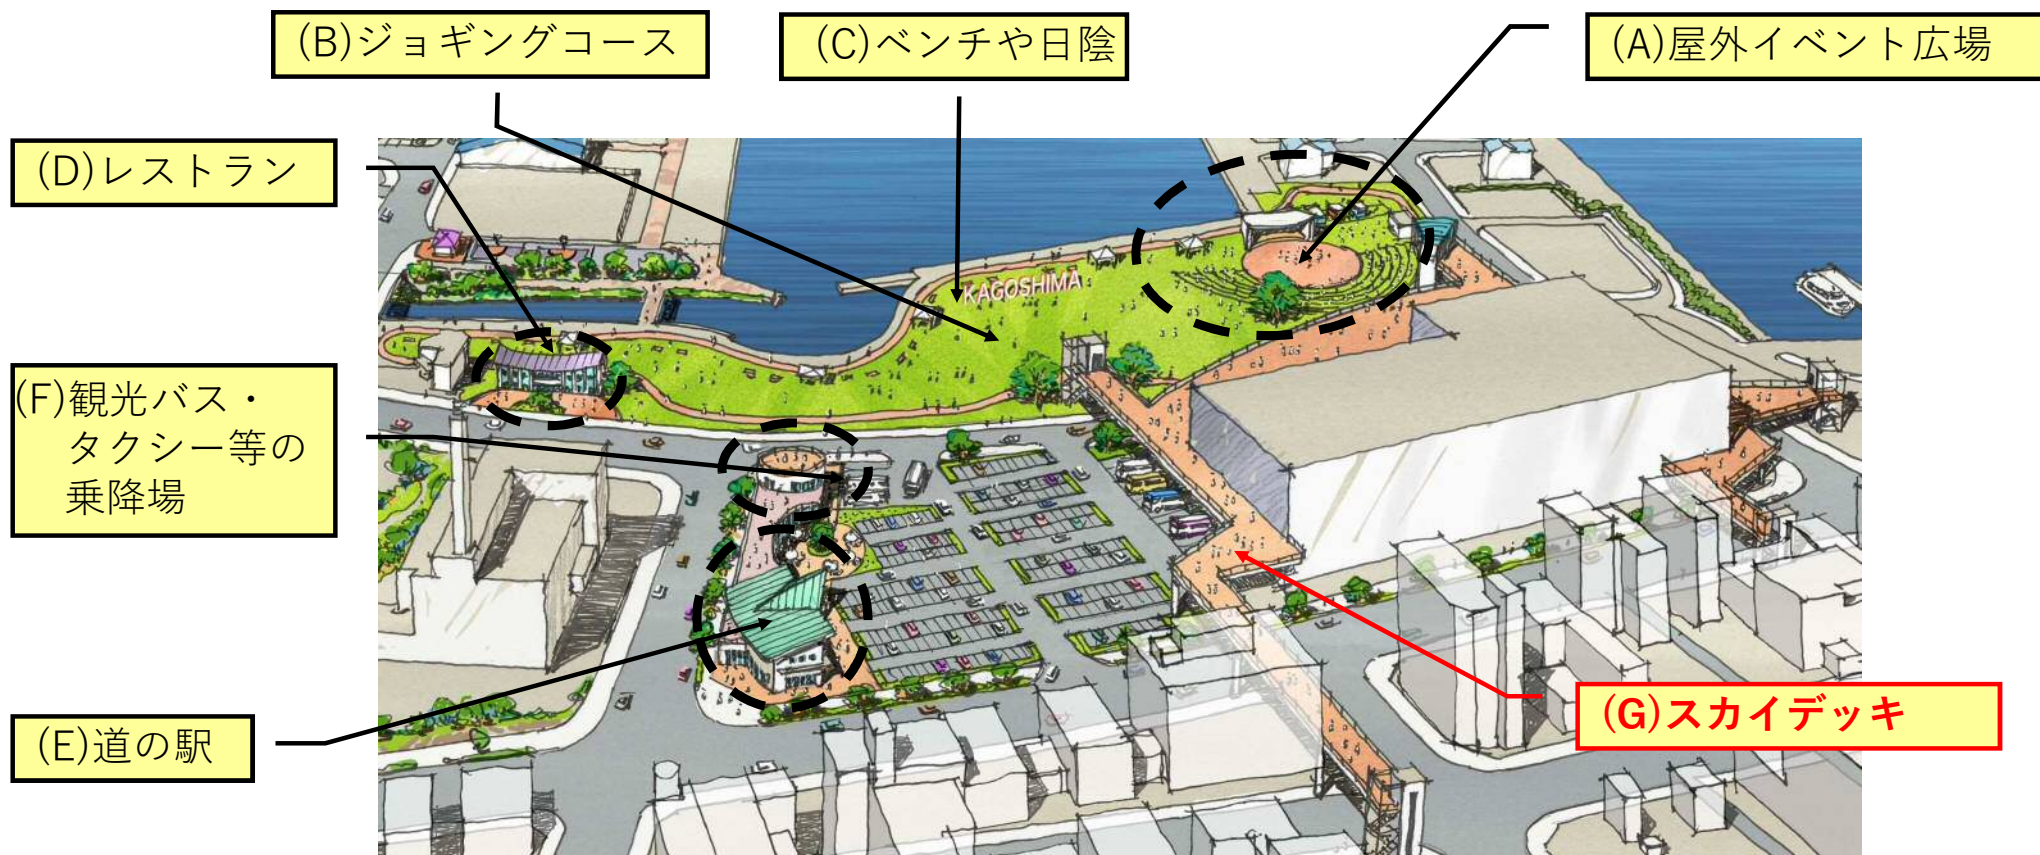 (B)ジョギングコース
(C)ベンチや日陰
(A)屋外イベント広場
(D)レストラン
KAGOSHIMA
(F)観光バス・
タクシー等の
乗降場
(G)スカイデッキ
(E)道の駅